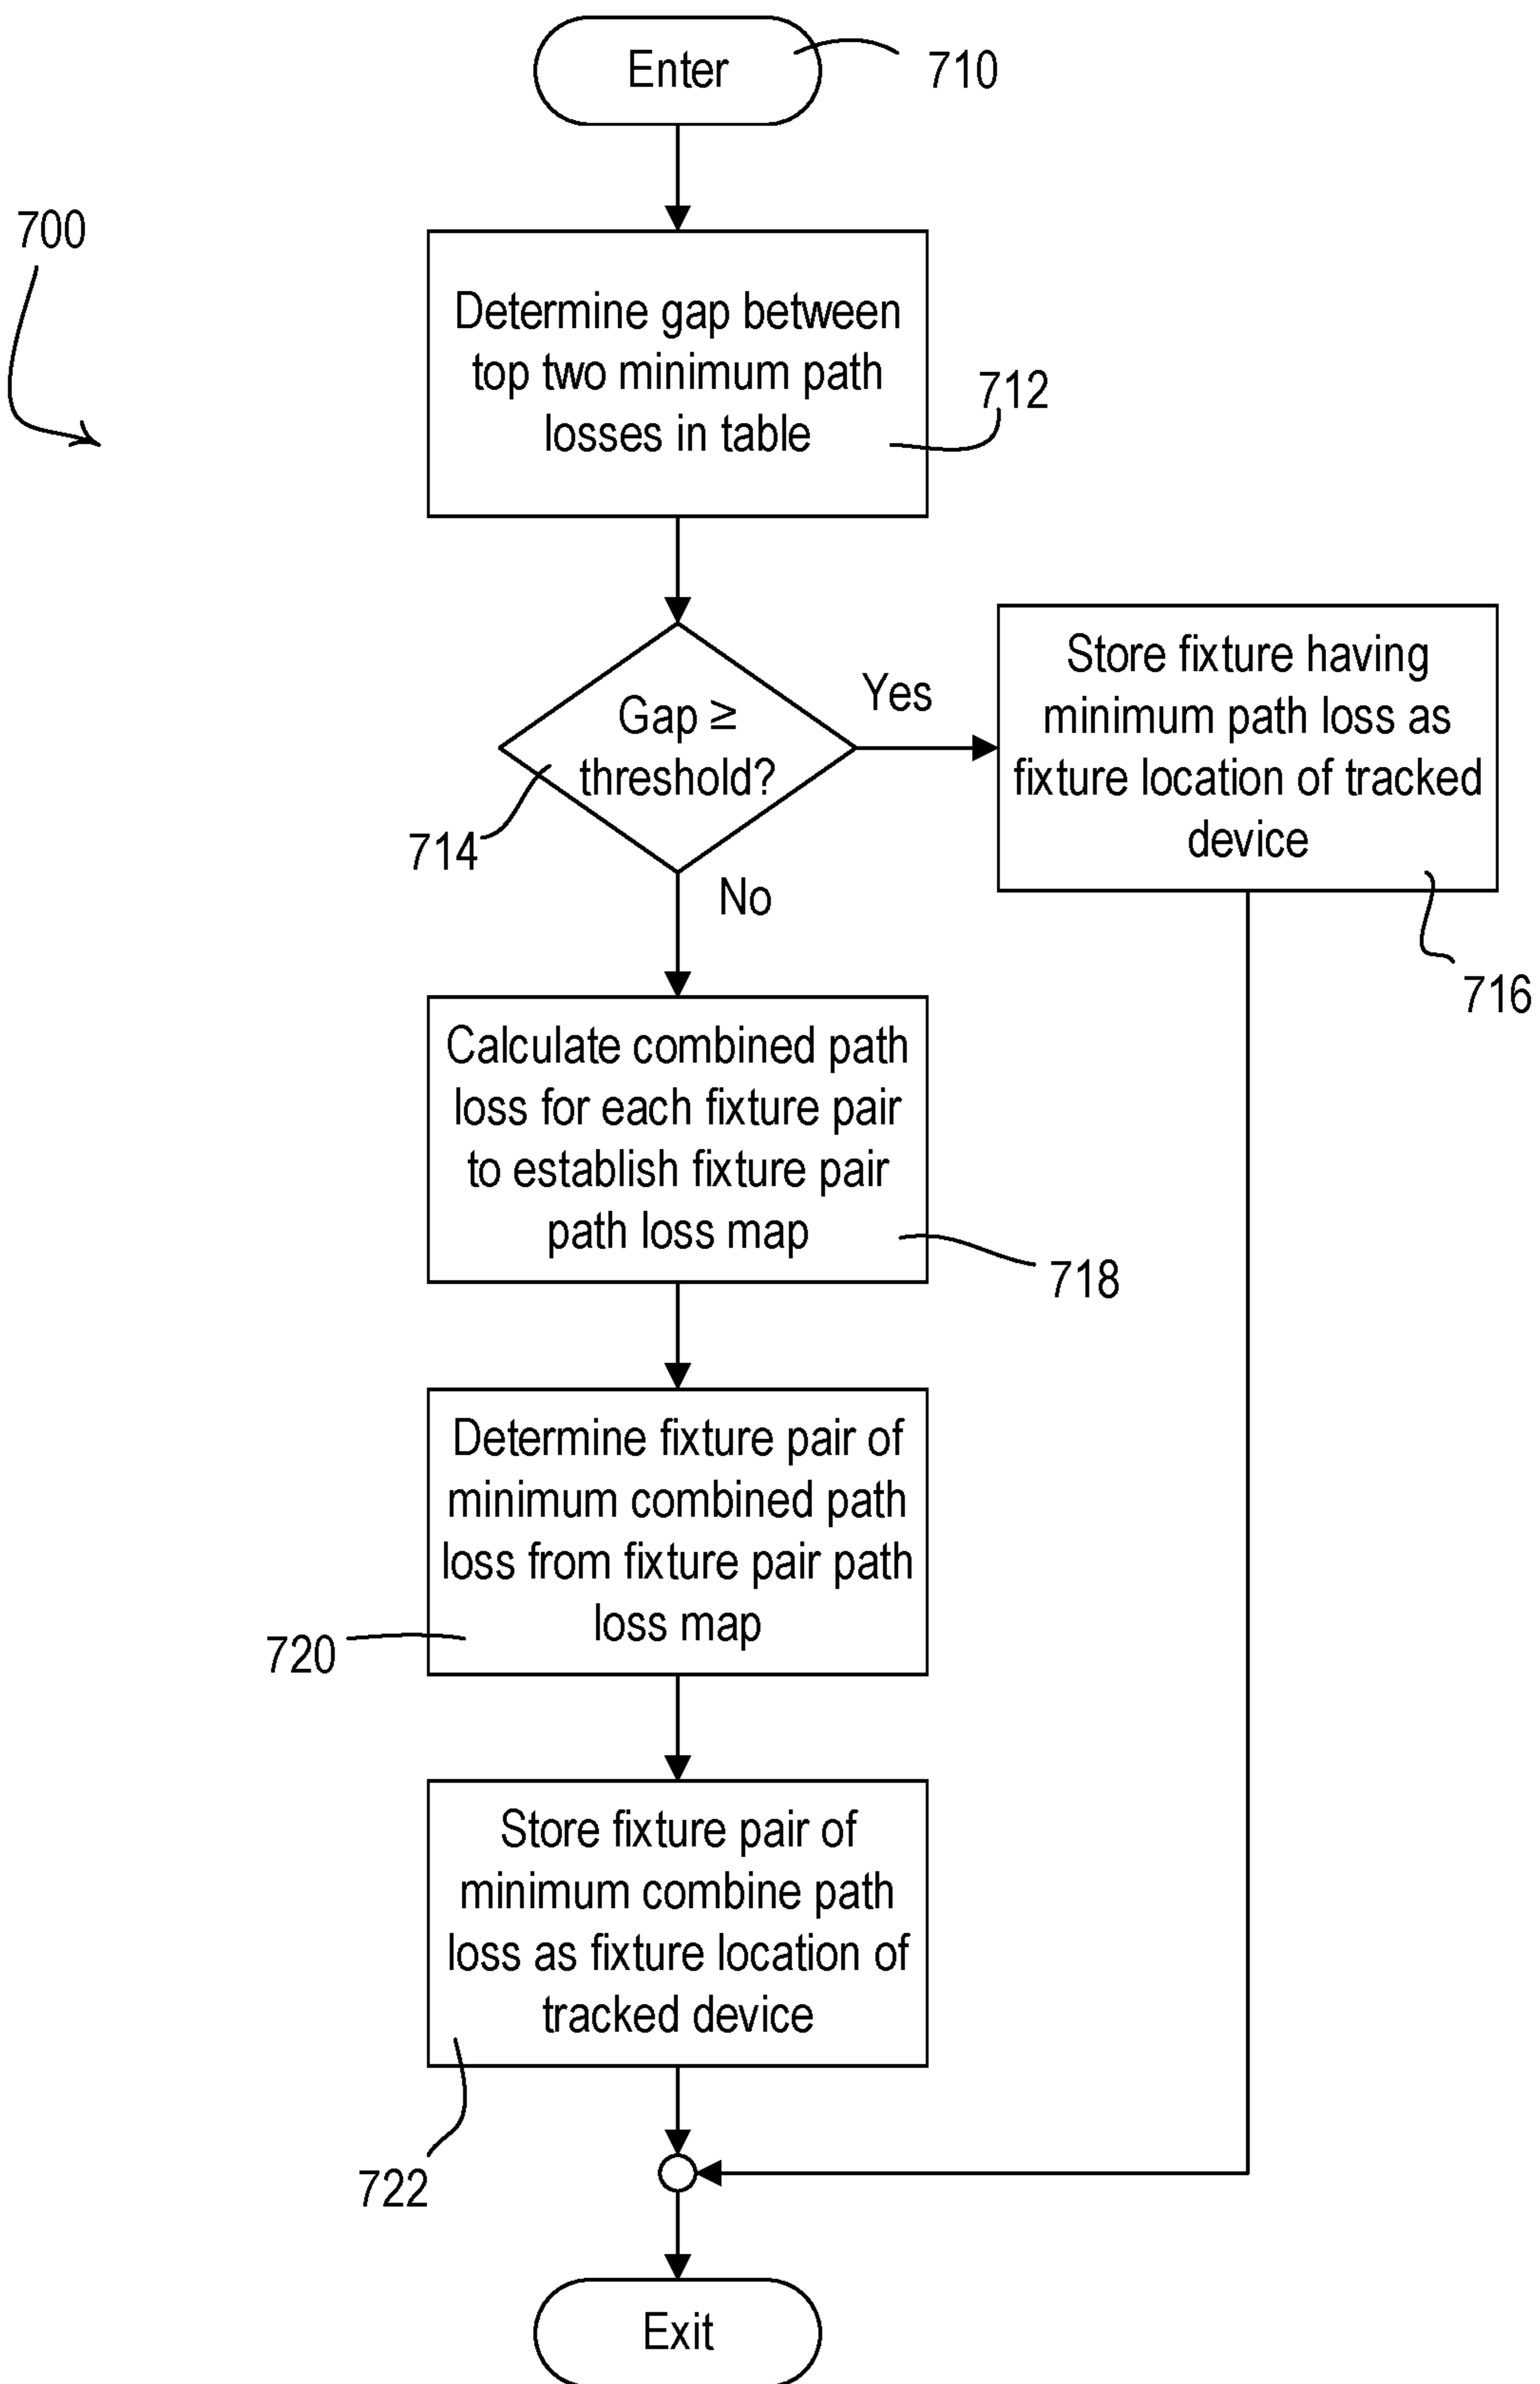 Enter
710
700
Determine gap between
top two minimum path
losses in table
712
Gap ≥
threshold?
714
Yes
No
Store fixture having
minimum path loss as
fixture location of tracked
device
716
Calculate combined path
loss for each fixture pair
to establish fixture pair
path loss map
718
Determine fixture pair of
minimum combined path
loss from fixture pair path
loss map
720
Store fixture pair of
minimum combine path
loss as fixture location of
tracked device
722
Exit